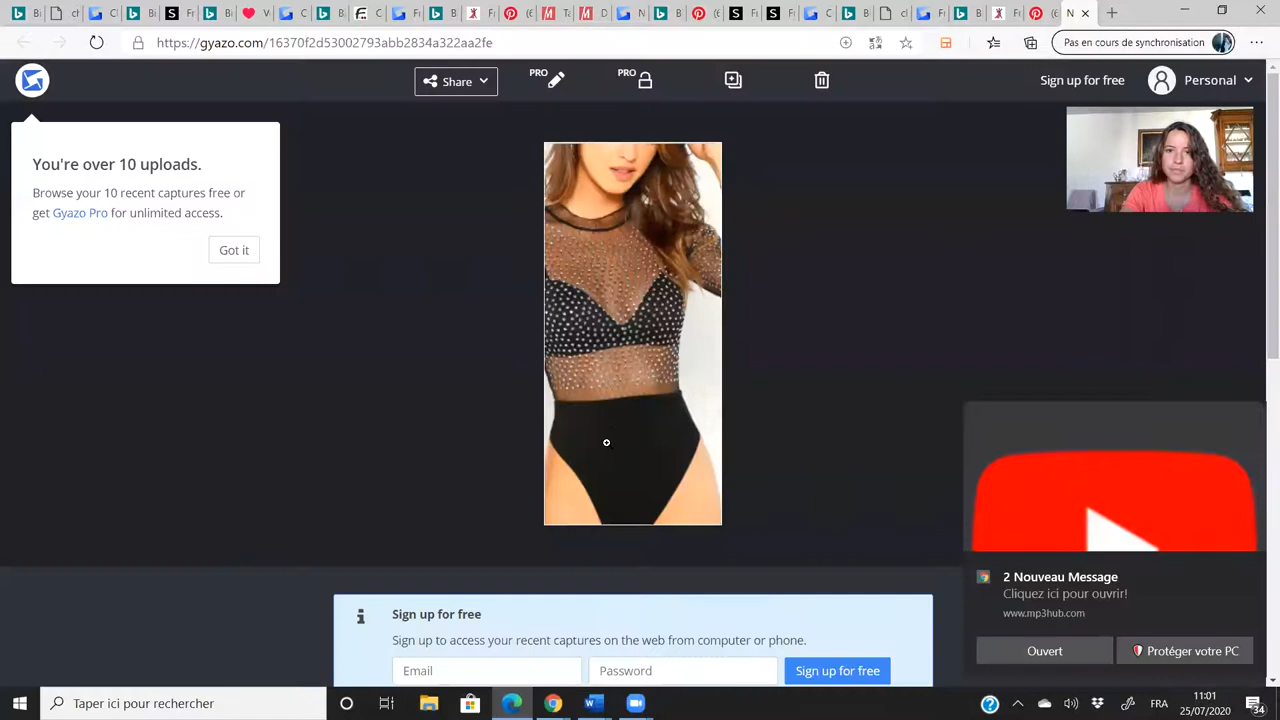 Pas en cours de synchronisation
https://gyazo.com/16370f2d53002793abb2834a322aa2fe
Share
PRO
PRO
Sign up for free
Personal
You're over 10 uploads.
Browse your 10 recent captures free or
get Gyazo Pro for unlimited access.
Got it
2 Nouveau Message
Cliquez ici pour ouvrir!
www.mp3hub.com
Ouvert
Protéger votre PC
Sign up for free
Sign up to access your recent captures on the web from computer or phone.
Email
Password
Sign up for free
Taper ici pour rechercher
FRA
11:01
25/07/2020
34